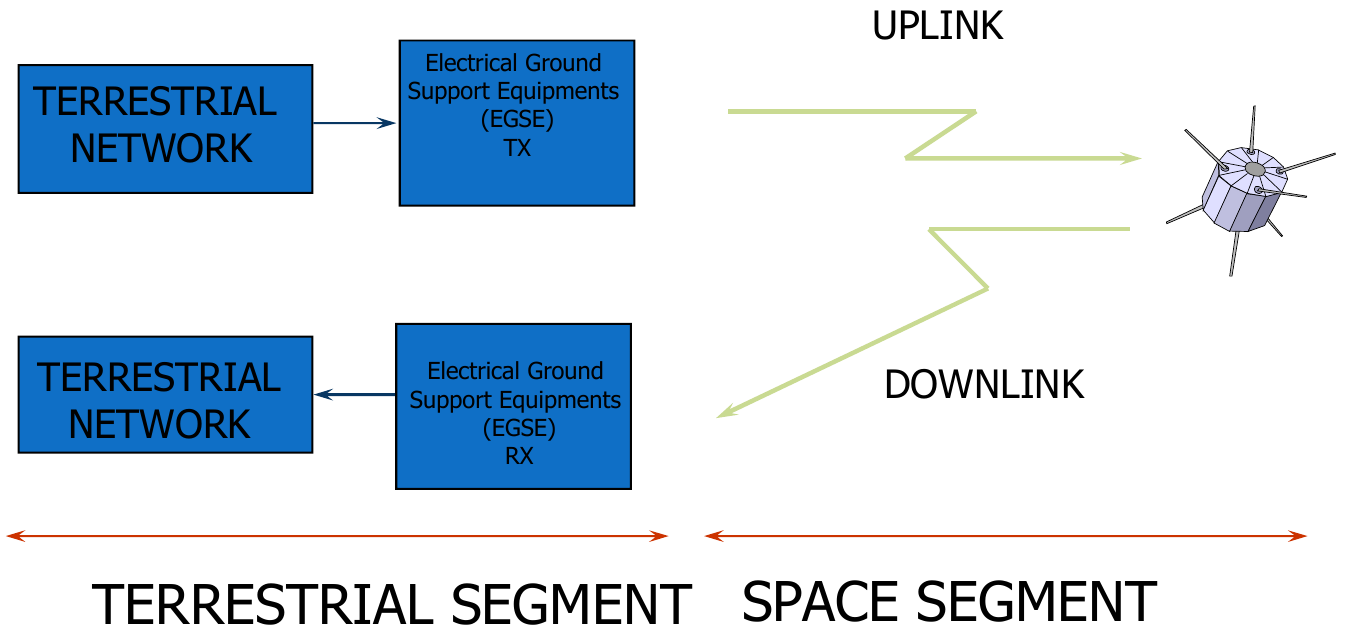 UPLINK
TERRESTRIAL
NETWORK
Electrical Ground
Support Equipments
(EGSE)
TX
TERRESTRIAL
NETWORK
Electrical Ground
Support Equipments
(EGSE)
RX
DOWNLINK
TERRESTRIAL SEGMENT
SPACE SEGMENT